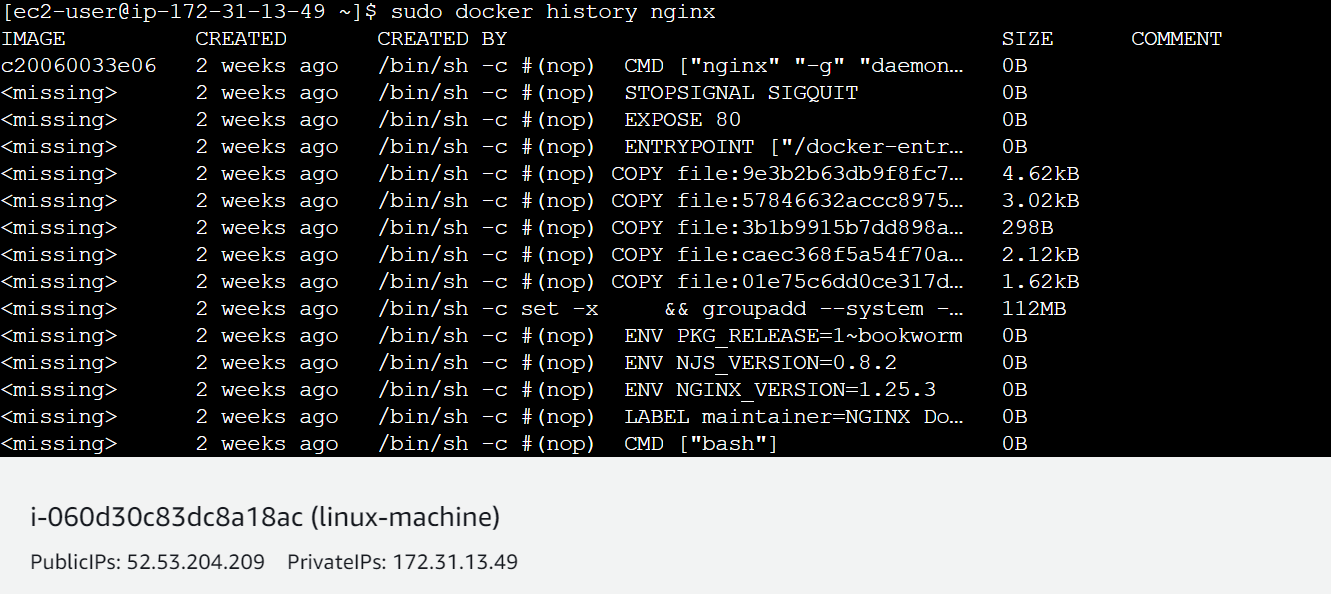 [ec2-user@ip-172-31-13-49 ~]$ sudo docker history nginx
IMAGE CREATED CREATED BY SIZE COMMENT
c20060033e06 2 weeks ago /bin/sh -c #(nop) CMD ["nginx" "-g" "daemon… 0B
<missing> 2 weeks ago /bin/sh -c #(nop) STOPSIGNAL SIGQUIT 0B
<missing> 2 weeks ago /bin/sh -c #(nop) EXPOSE 80 0B
<missing> 2 weeks ago /bin/sh -c #(nop) ENTRYPOINT ["/docker-entr… 0B
<missing> 2 weeks ago /bin/sh -c #(nop) COPY file:9e3b2b63db9f8fc7… 4.62kB
<missing> 2 weeks ago /bin/sh -c #(nop) COPY file:57846632accc8975… 3.02kB
<missing> 2 weeks ago /bin/sh -c #(nop) COPY file:3b1b9915b7dd898a… 298B
<missing> 2 weeks ago /bin/sh -c #(nop) COPY file:caec368f5a54f70a… 2.12kB
<missing> 2 weeks ago /bin/sh -c #(nop) COPY file:01e75c6dd0ce317d… 1.62kB
<missing> 2 weeks ago /bin/sh -c set -x && groupadd --system -… 112MB
<missing> 2 weeks ago /bin/sh -c #(nop) ENV PKG_RELEASE=1~bookworm 0B
<missing> 2 weeks ago /bin/sh -c #(nop) ENV NJS_VERSION=0.8.2 0B
<missing> 2 weeks ago /bin/sh -c #(nop) ENV NGINX_VERSION=1.25.3 0B
<missing> 2 weeks ago /bin/sh -c #(nop) LABEL maintainer=NGINX Do… 0B
<missing> 2 weeks ago /bin/sh -c #(nop) CMD ["bash"] 0B
i-060d30c83dc8a18ac (linux-machine)
PublicIPs: 52.53.204.209 PrivateIPs: 172.31.13.49